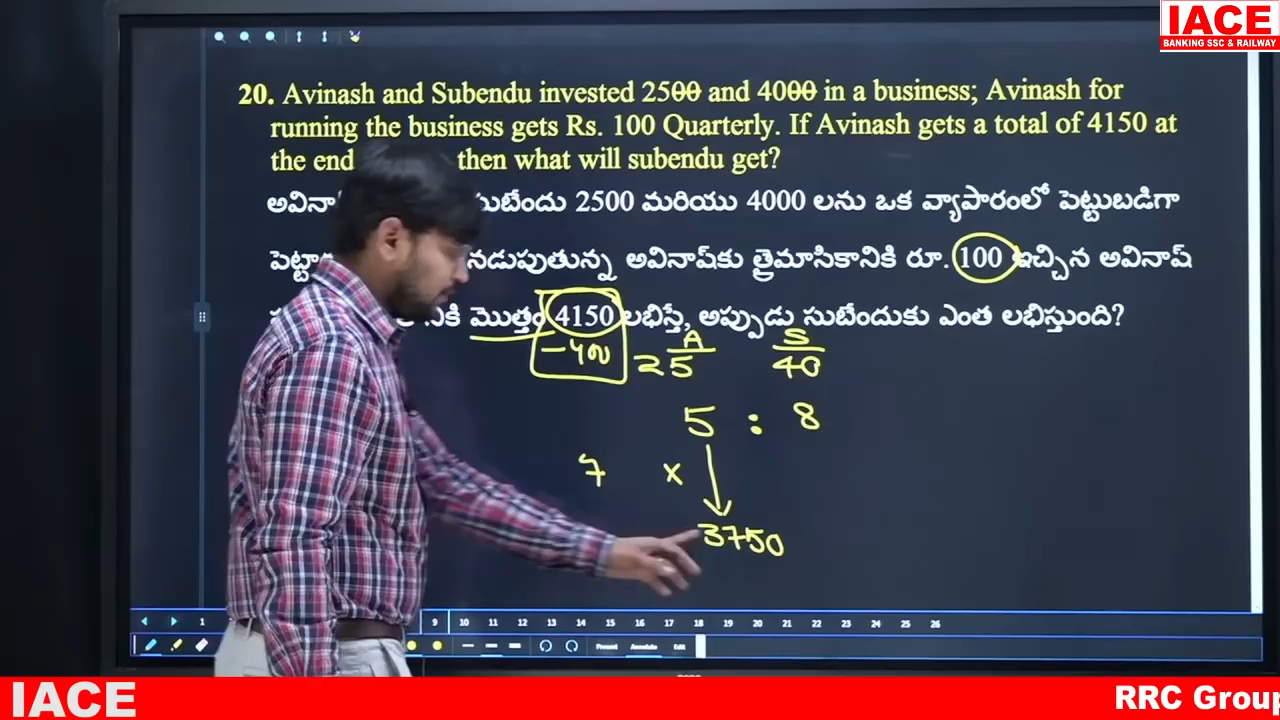 IACE
BANKING SSC & RAILWAY
20. Avinash and Subendu invested 2500 and 4000 in a business; Avinash for
running the business gets Rs. 100 Quarterly. If Avinash gets a total of 4150 at
the end then what will subendu get?
సుటేందు 2500 మరియు 4000 లను ఒక వ్యాపారంలో పెట్టుబడిగా
నడుపుతున్న అవినాష్‌కు త్రైమాసికానికి రూ. 100 ఇచ్చిన అవినాష్
మొత్తం 4150 లభిస్తే, అప్పుడు సుటేందుకు ఎంత లభిస్తుంది?
A S
-400 25 40
5 : 8
7 x
3750
1 9 10 11 12 13 14 15 16 17 18 19 20 21 22 23 24 25 26
Present Annotate Edit
IACE RRC Group